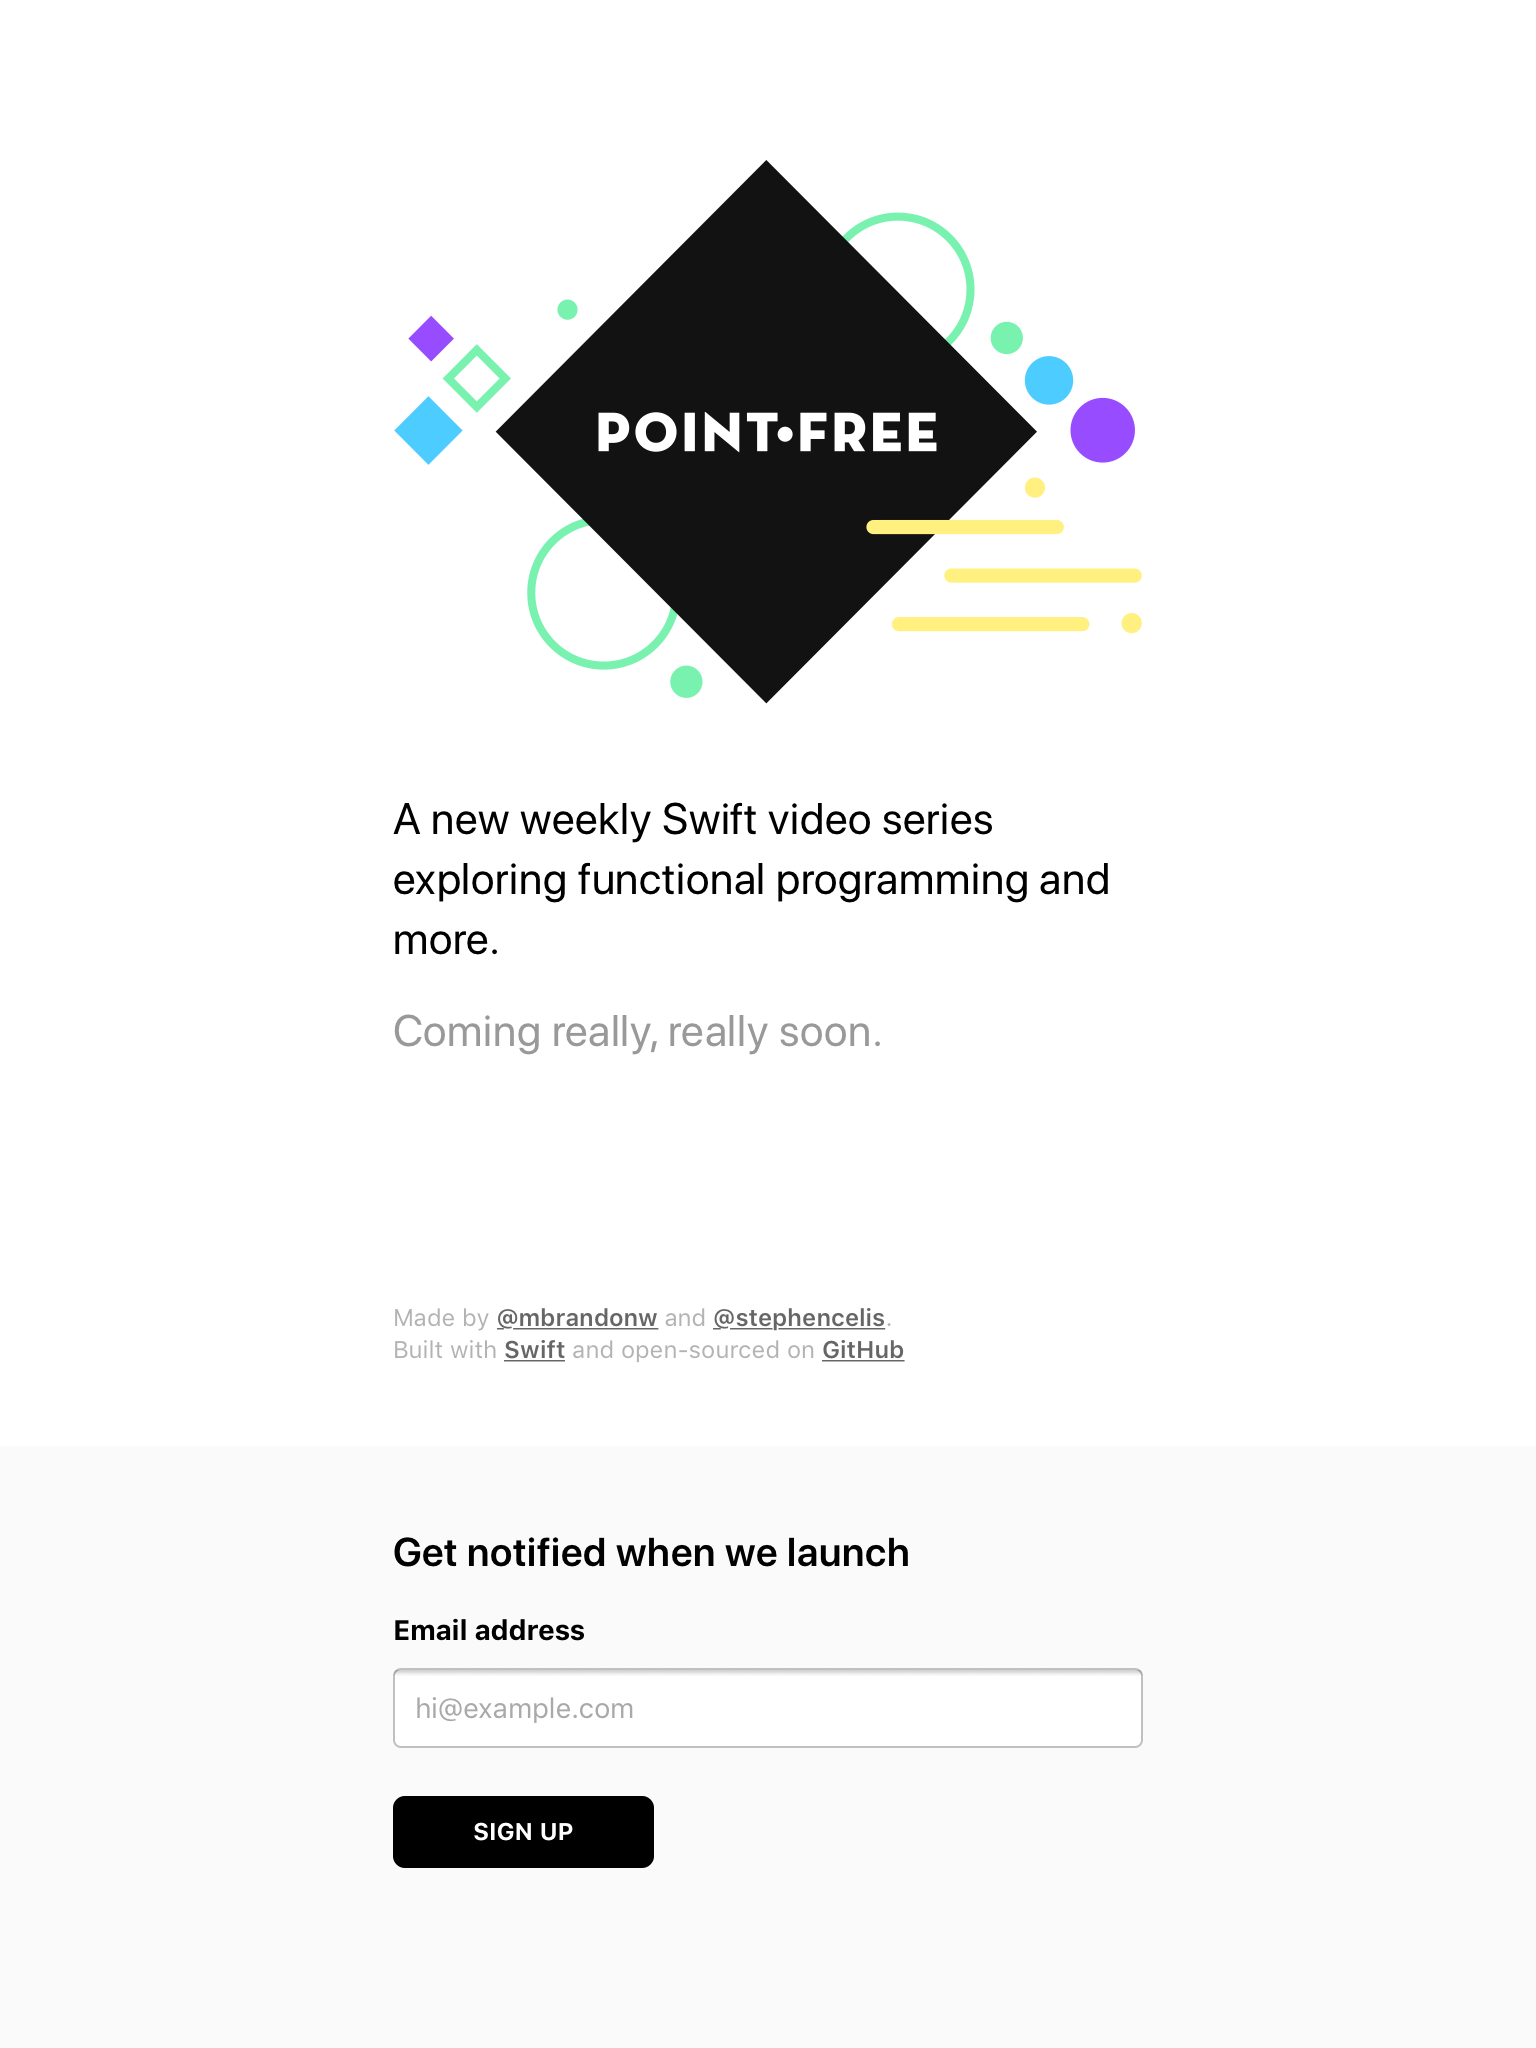 POINT•FREE
A new weekly Swift video series
exploring functional programming and
more.
Coming really, really soon.
Made by @mbrandonw and @stephencelis.
Built with Swift and open-sourced on GitHub
Get notified when we launch
Email address
hi@example.com
SIGN UP